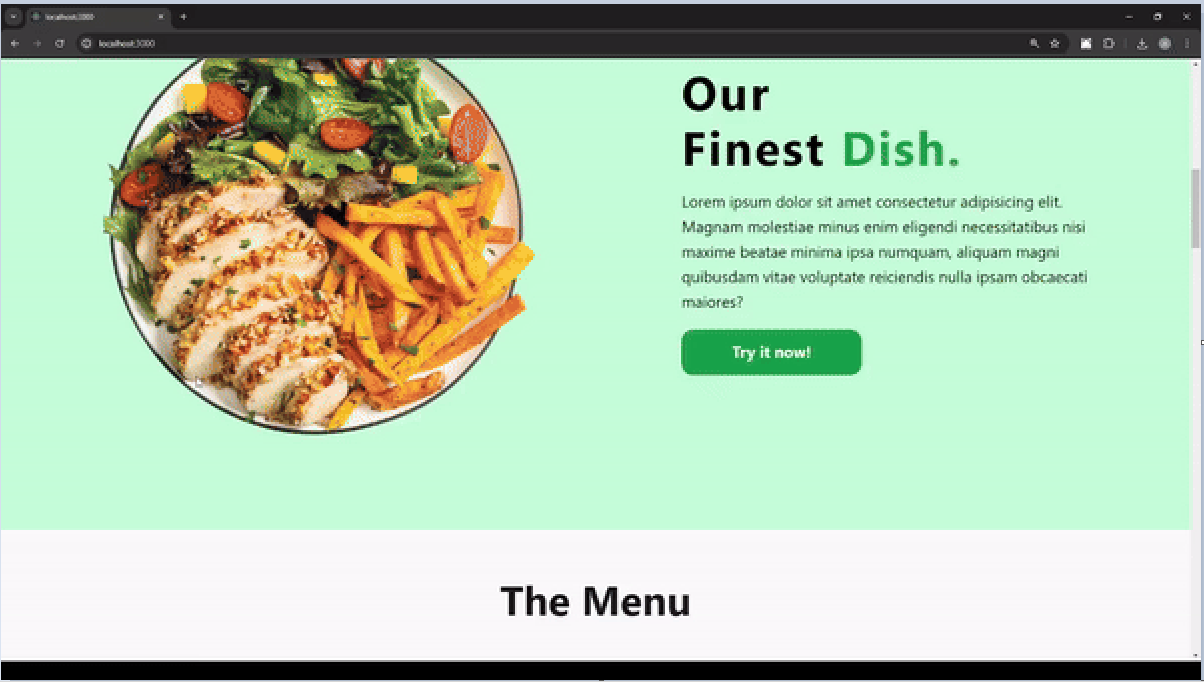 localhost:3000
localhost:3000
Our
Finest Dish.
Lorem ipsum dolor sit amet consectetur adipisicing elit.
Magnam molestiae minus enim eligendi necessitatibus nisi
maxime beatae minima ipsa numquam, aliquam magni
quibusdam vitae voluptate reiciendis nulla ipsam obcaecati
maiores?
Try it now!
The Menu